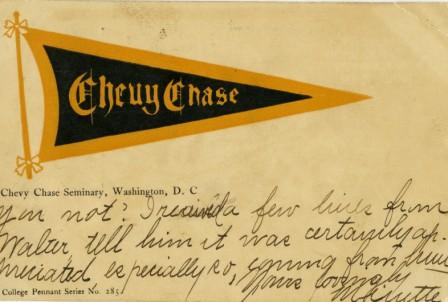 Chevy Chase
Chevy Chase Seminary, Washington, D. C
you not? I received a few lines from
Walter, tell him it was certainly ap-
preciated especially so, coming from
Yours lovingly
College Pennant Series No. 285